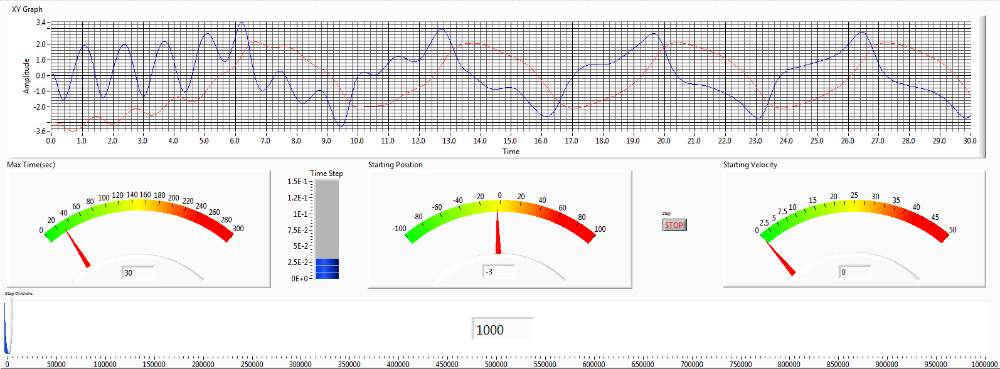 XY Graph
3.4
2.0
1.0
0.0
-1.0
-2.0
-3.6
Amplitude
0.0 1.0 2.0 3.0 4.0 5.0 6.0 7.0 8.0 9.0 10.0 11.0 12.0 13.0 14.0 15.0 16.0 17.0 18.0 19.0 20.0 21.0 22.0 23.0 24.0 25.0 26.0 27.0 28.0 29.0 30.0
Time
Max Time(sec)
0 20 40 60 80 100 120 140 160 180 200 220 240 260 280 300
30
Time Step
1.5E-1
1.2E-1
1E-1
7.5E-2
5E-2
2.5E-2
0E+0
Starting Position
-100 -80 -60 -40 -20 0 20 40 60 80 100
-3
stop
STOP
Starting Velocity
0 2.5 5 7.5 10 15 20 25 30 35 40 45 50
0
Step Divisions
1000
0 50000 100000 150000 200000 250000 300000 350000 400000 450000 500000 550000 600000 650000 700000 750000 800000 850000 900000 950000 1000000